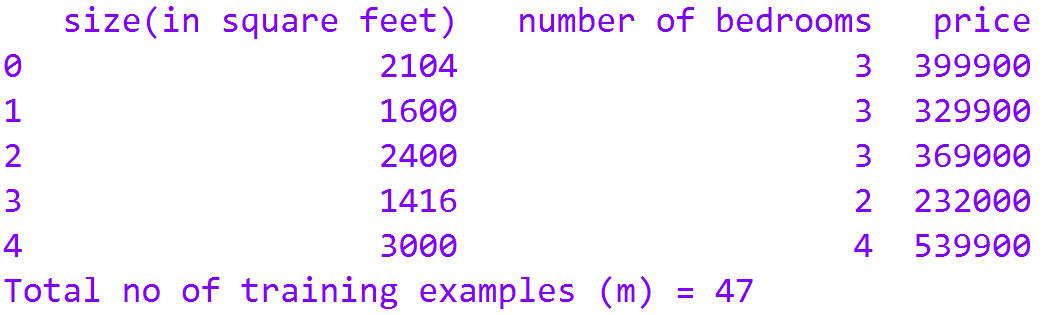 size(in square feet) number of bedrooms price
0 2104 3 399900
1 1600 3 329900
2 2400 3 369000
3 1416 2 232000
4 3000 4 539900
Total no of training examples (m) = 47